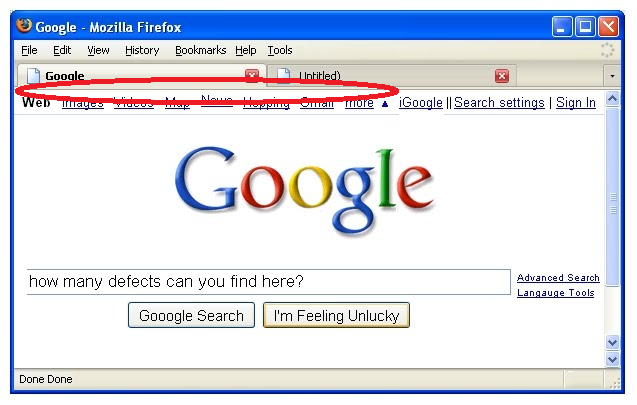 Google - Mozilla Firefox
File Edit View History Bookmarks Help Tools
Google Untitled)
Web Images Videos Map News Hopping Gmail more ▲ iGoogle || Search settings | Sign In
Google
how many defects can you find here?
Advanced Search
Langauge Tools
Gooogle Search I'm Feeling Unlucky
Done Done